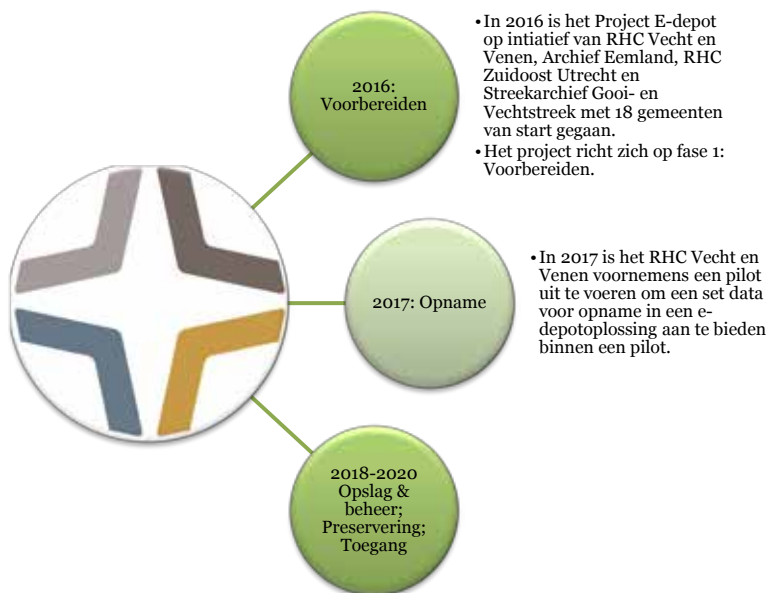 2016:
Voorbereiden
•In 2016 is het Project E-depot
op intiatief van RHC Vecht en
Venen, Archief Eemland, RHC
Zuidoost Utrecht en
Streekarchief Gooi- en
Vechtstreek met 18 gemeenten
van start gegaan.
•Het project richt zich op fase 1:
Voorbereiden.
2017: Opname
•In 2017 is het RHC Vecht en
Venen voornemens een pilot
uit te voeren om een set data
voor opname in een e-
depotoplossing aan te bieden
binnen een pilot.
2018-2020
Opslag &
beheer;
Preservering;
Toegang